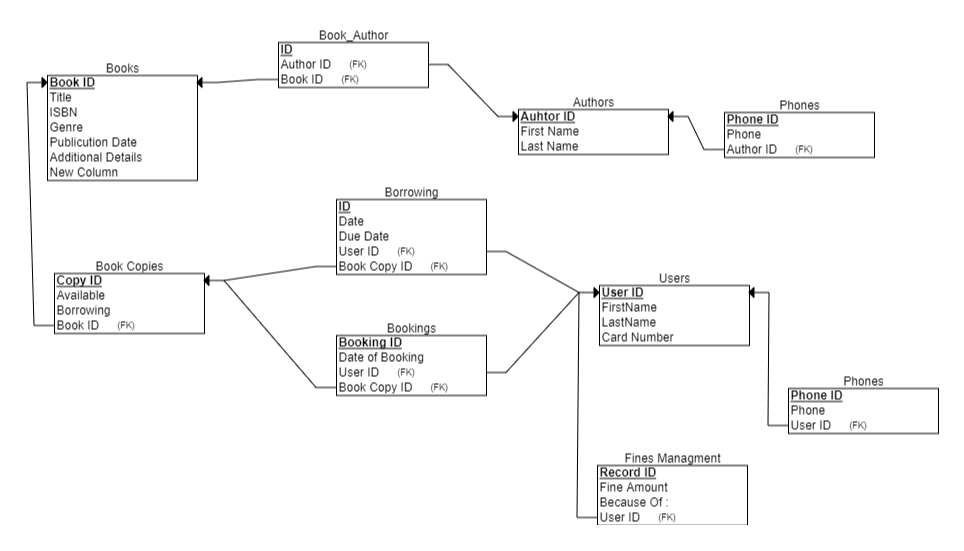 Book_Author
ID
Author ID (FK)
Book ID (FK)
Books
Book ID
Title
ISBN
Genre
Publicution Date
Additional Details
New Column
Authors
Auhtor ID
First Name
Last Name
Phones
Phone ID
Phone
Author ID (FK)
Borrowing
ID
Date
Due Date
User ID (FK)
Book Copy ID (FK)
Book Copies
Copy ID
Available
Borrowing
Book ID (FK)
Users
User ID
FirstName
LastName
Card Number
Bookings
Booking ID
Date of Booking
User ID (FK)
Book Copy ID (FK)
Phones
Phone ID
Phone
User ID (FK)
Fines Managment
Record ID
Fine Amount
Because Of :
User ID (FK)